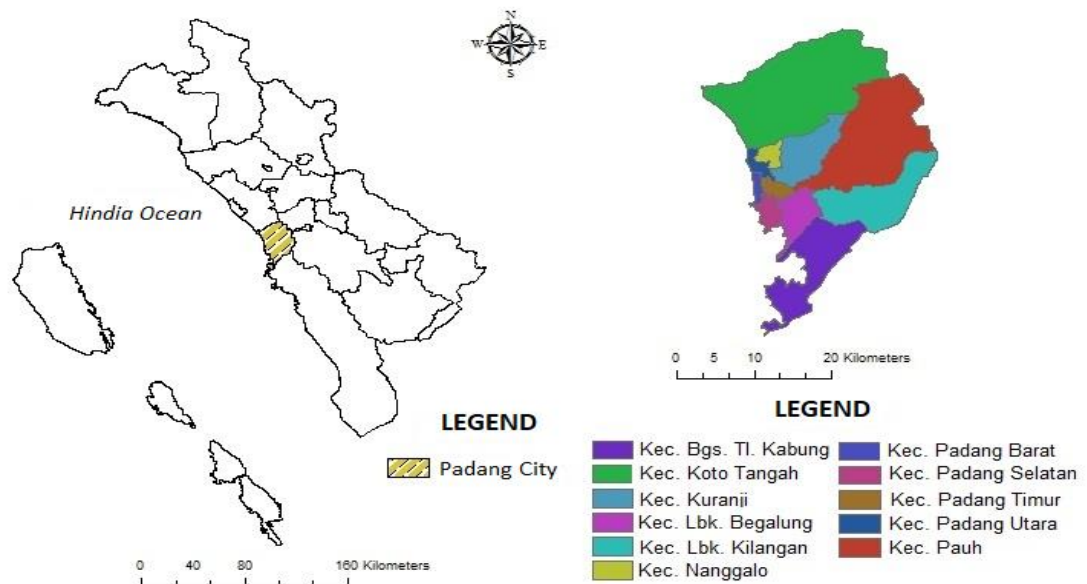 N
W E
S
Hindia Ocean
LEGEND
Padang City
0 40 80 160 Kilometers
0 5 10 20 Kilometers
LEGEND
Kec. Bgs. Tl. Kabung
Kec. Koto Tangah
Kec. Kuranji
Kec. Lbk. Begalung
Kec. Lbk. Kilangan
Kec. Nanggalo
Kec. Padang Barat
Kec. Padang Selatan
Kec. Padang Timur
Kec. Padang Utara
Kec. Pauh